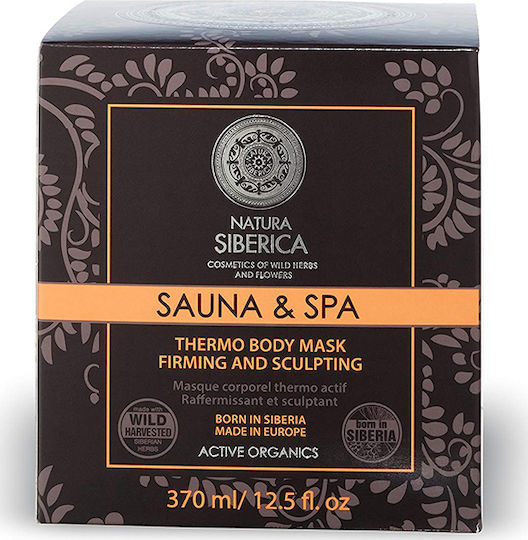 NATURA
SIBERICA
NATURA
SIBERICA
COSMETICS OF WILD HERBS
AND FLOWERS
SAUNA & SPA
THERMO BODY MASK
FIRMING AND SCULPTING
Masque corporel thermo actif
Raffermissant et sculptant
BORN IN SIBERIA
MADE IN EUROPE
made with
WILD
HARVESTED
SIBERIAN
HERBS
born in
SIBERIA
ACTIVE ORGANICS
370 ml/ 12.5 fl. oz